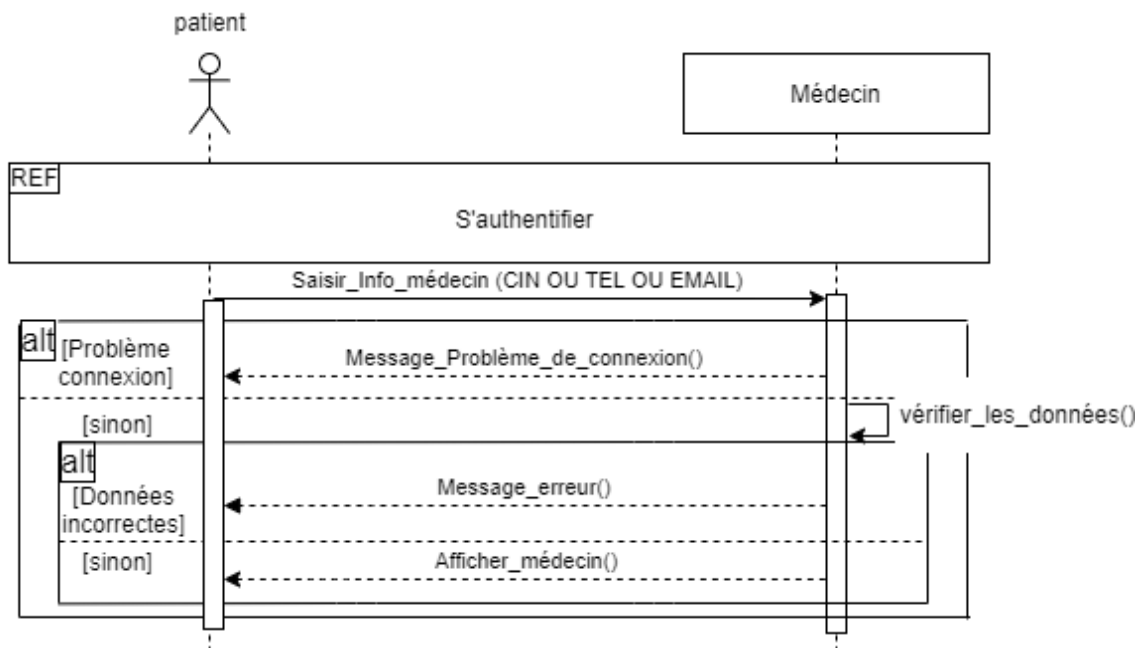 patient
Médecin
REF
S'authentifier
Saisir_Info_médecin (CIN OU TEL OU EMAIL)
alt
[Problème
connexion]
Message_Problème_de_connexion()
[sinon]
vérifier_les_données()
alt
[Données
incorrectes]
Message_erreur()
[sinon]
Afficher_médecin()